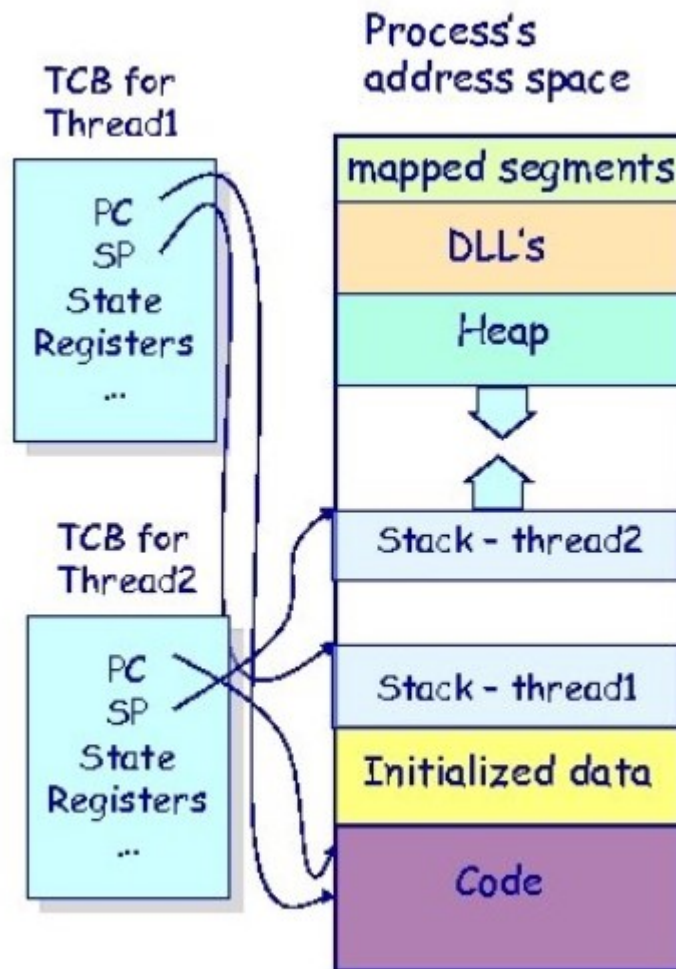 Process's
address space
TCB for
Thread1
PC
SP
State
Registers
...
mapped segments
DLL's
Heap
Stack - thread2
TCB for
Thread2
PC
SP
State
Registers
...
Stack - thread1
Initialized data
Code